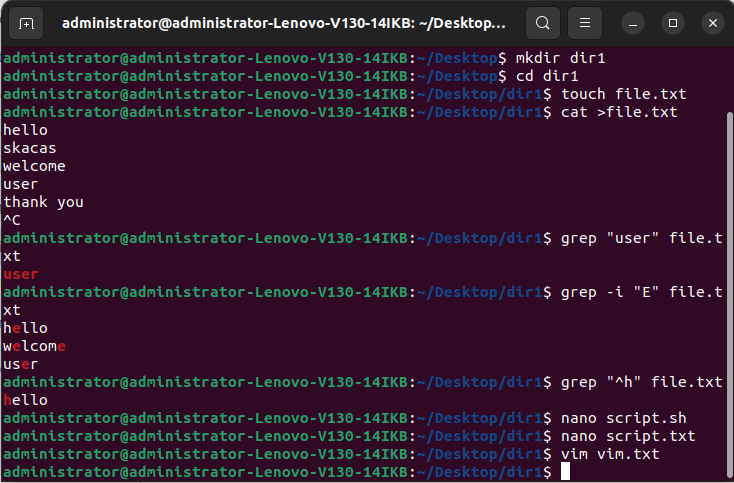 administrator@administrator-Lenovo-V130-14IKB: ~/Desktop...
administrator@administrator-Lenovo-V130-14IKB:~/Desktop$ mkdir dir1
administrator@administrator-Lenovo-V130-14IKB:~/Desktop$ cd dir1
administrator@administrator-Lenovo-V130-14IKB:~/Desktop/dir1$ touch file.txt
administrator@administrator-Lenovo-V130-14IKB:~/Desktop/dir1$ cat >file.txt
hello
skacas
welcome
user
thank you
^C
administrator@administrator-Lenovo-V130-14IKB:~/Desktop/dir1$ grep "user" file.t
xt
user
administrator@administrator-Lenovo-V130-14IKB:~/Desktop/dir1$ grep -i "E" file.t
xt
hello
welcome
user
administrator@administrator-Lenovo-V130-14IKB:~/Desktop/dir1$ grep "^h" file.txt
hello
administrator@administrator-Lenovo-V130-14IKB:~/Desktop/dir1$ nano script.sh
administrator@administrator-Lenovo-V130-14IKB:~/Desktop/dir1$ nano script.txt
administrator@administrator-Lenovo-V130-14IKB:~/Desktop/dir1$ vim vim.txt
administrator@administrator-Lenovo-V130-14IKB:~/Desktop/dir1$